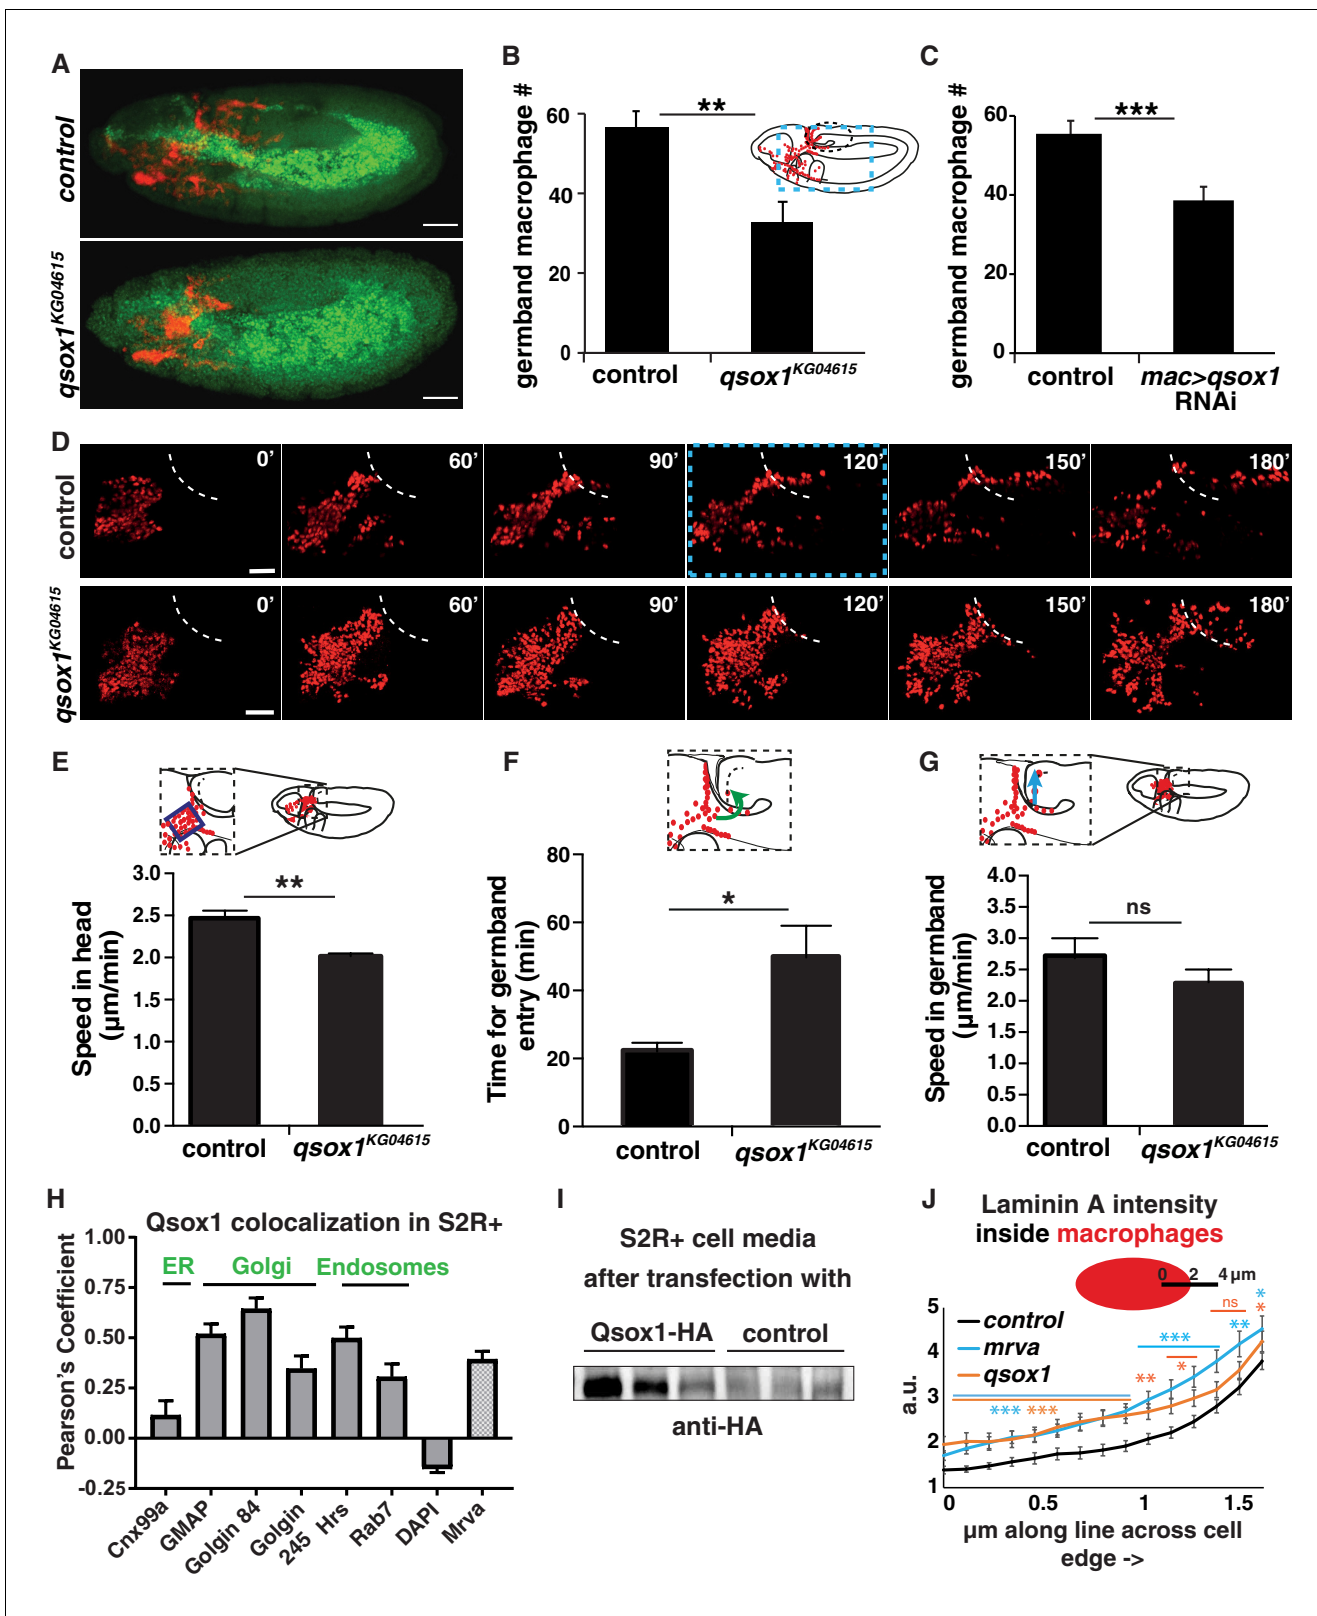 A
control
qsox1KG04615
B
germband macrophage #
60
40
20
0
**
control
qsox1KG04615
C
germband macrophage #
60
40
20
0
***
control
mac>qsox1
RNAi
D
control
0’
60’
90’
120’
150’
180’
qsox1KG04615
0’
60’
90’
120’
150’
180’
E
Speed in head
(µm/min)
3.0
2.5
2.0
1.5
1.0
0.5
0.0
**
control
qsox1KG04615
F
Time for germband
entry (min)
80
60
40
20
0
*
control
qsox1KG04615
G
Speed in germband
(µm/min)
4.0
3.5
3.0
2.5
2.0
1.5
1.0
0.5
0.0
ns
control
qsox1KG04615
H
Qsox1 colocalization in S2R+
Pearson's Coefficient
1.00
0.75
0.50
0.25
0.00
-0.25
ER
Golgi
Endosomes
Cnx99a
GMAP
Golgin 84
Golgin
245
Hrs
Rab7
DAPI
Mrva
I
S2R+ cell media
after transfection with
Qsox1-HA
control
anti-HA
J
Laminin A intensity
inside macrophages
0 2 4 µm
control
mrva
qsox1
a.u.
5
4
3
2
1
*** ***
**
***
*
ns
**
*
*
0 0.5 1 1.5
µm along line across cell
edge ->